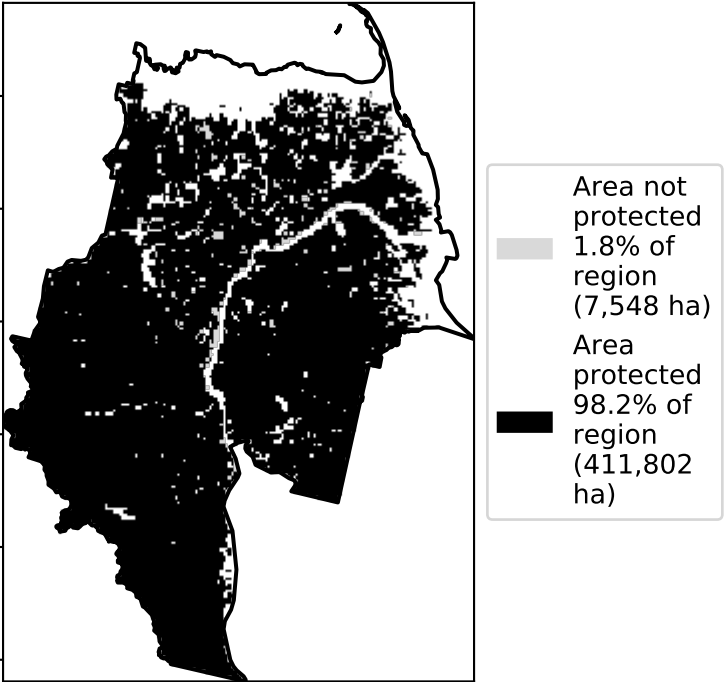 Area not
protected
1.8% of
region
(7,548 ha)
Area
protected
98.2% of
region
(411,802
ha)